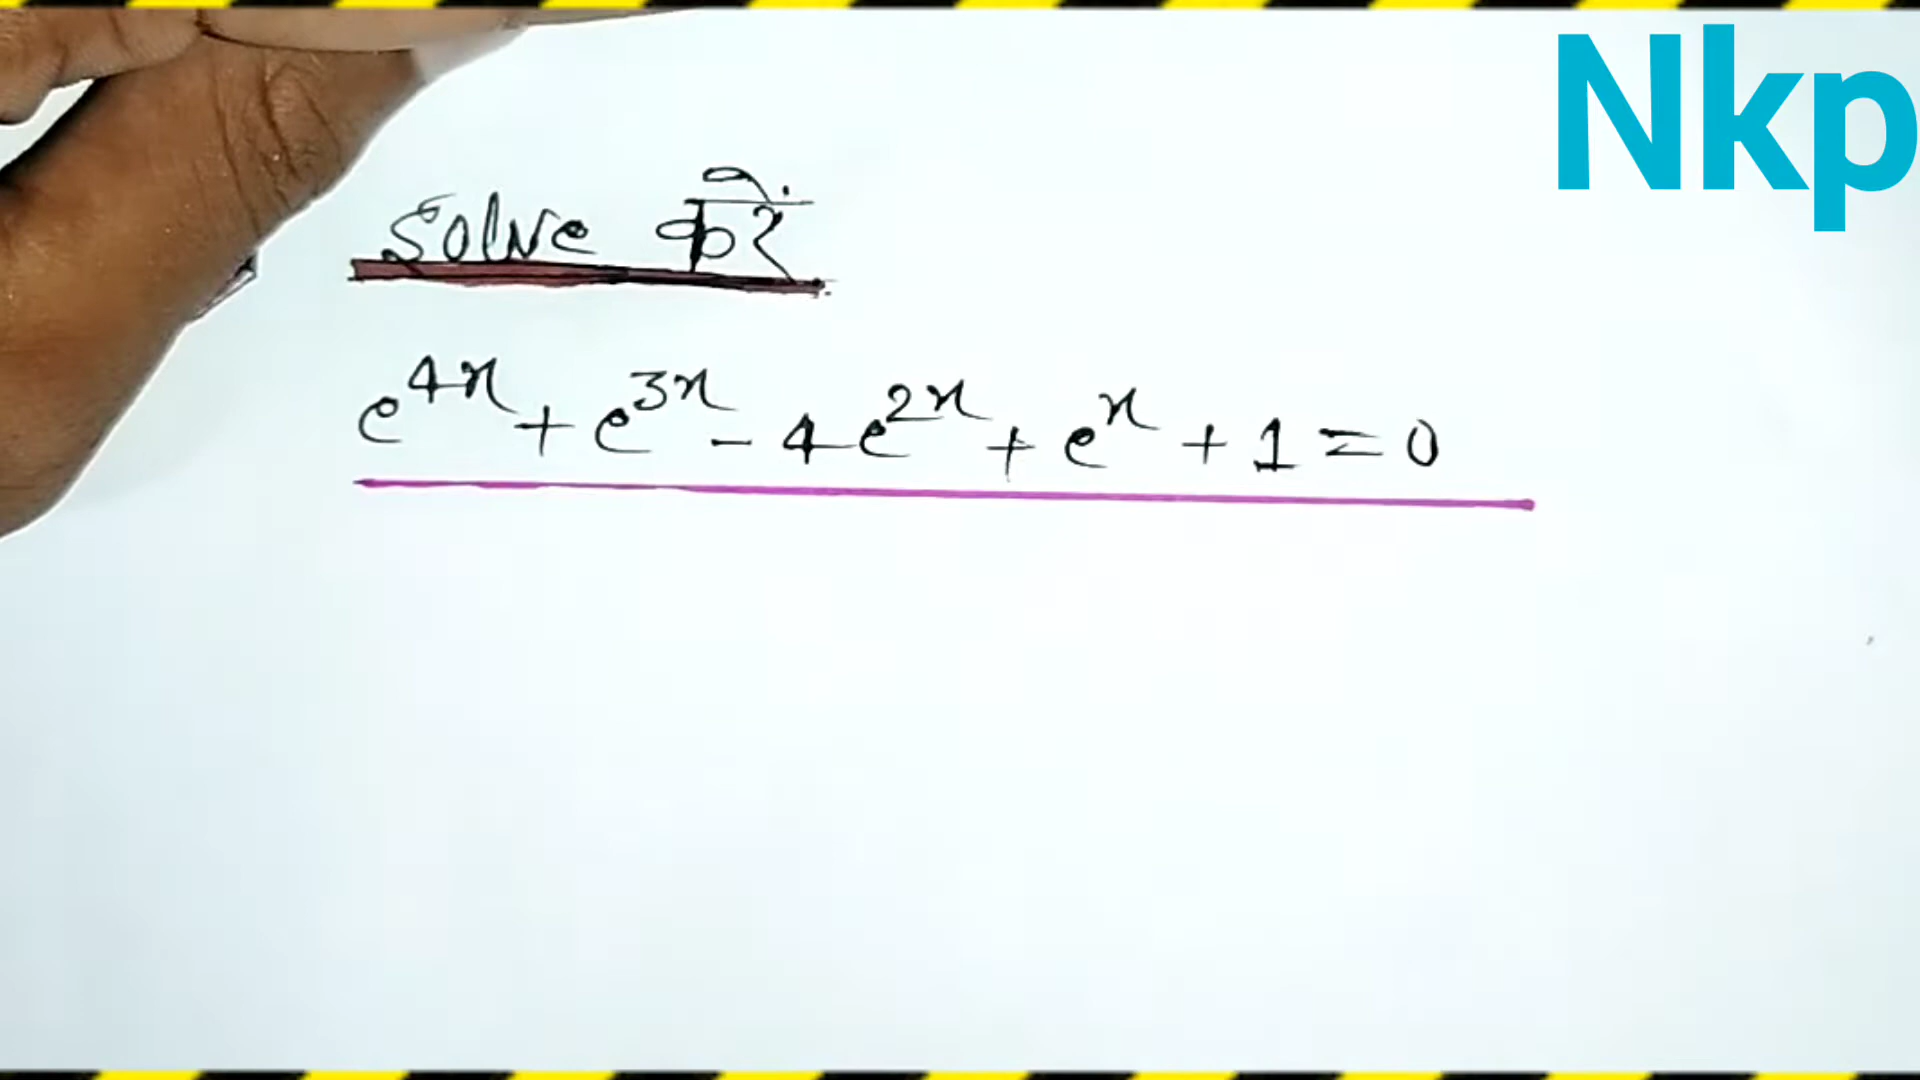 Nkp
Solve करें
e^{4x} + e^{3x} - 4e^{2x} + e^{x} + 1 = 0